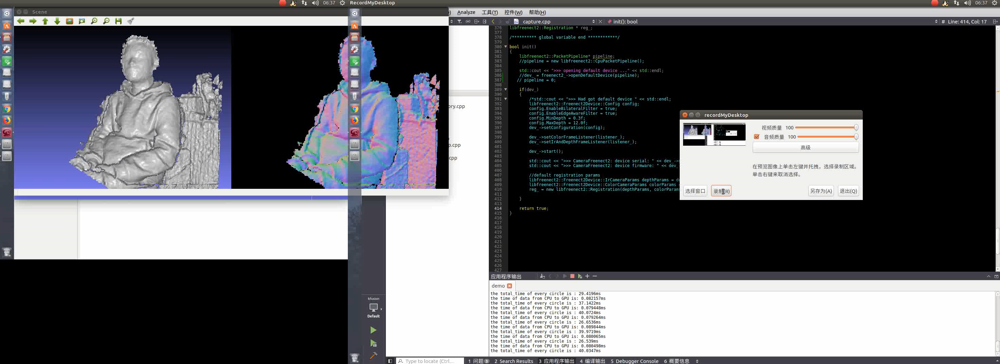 06:37 RecordMyDesktop
06:37
Scene
Analyze 工具(T) 控件(W) 帮助(H)
capture.cpp init(): bool # Line: 414, Col: 17
ory.cpp
p.cpp
cpp
376 libfreenect2::Registration * reg_;
377
378 /********** global variable end ************/
379
380 bool init()
381 {
382 libfreenect2::PacketPipeline* pipeline;
383 //pipeline = new libfreenect2::CpuPacketPipeline();
384
385 std::cout << ">>> opening default device ..." << std::endl;
386 //dev_ = freenect2_->openDefaultDevice(pipeline);
387 // pipeline = 0;
388
389 if(dev_)
390 {
391 /*std::cout << ">>> Had got default device " << std::endl;
392 libfreenect2::Freenect2Device::Config config;
393 config.EnableBilateralFilter = true;
394 config.EnableEdgeAwareFilter = true;
395 config.MinDepth = 0.3f;
396 config.MaxDepth = 12.0f;
397 dev_->setConfiguration(config);
398
399 dev_->setColorFrameListener(listener_);
400 dev_->setIrAndDepthFrameListener(listener_);
401
402 dev_->start();
403
404 std::cout << ">>> CameraFreenect2: device serial: " << dev_->
405 std::cout << ">>> CameraFreenect2: device firmware: " << dev_
406
407 //default registration params
408 libfreenect2::Freenect2Device::IrCameraParams depthParams = d
409 libfreenect2::Freenect2Device::ColorCameraParams colorParams =
410 reg_ = new libfreenect2::Registration(depthParams, colorParam
411
412 }
413
414 return true;
415 }
416
417
418
419
420
421
422
423
424
425
426
427
recordMyDesktop
视频质量 100
音频质量 100
高级
在预览图像上单击左键并托拽，选择录制区域。
单击右键来取消选择。
选择窗口 录制(R) 另存为(A) 退出(Q)
应用程序输出
demo
the total_time of every circle is : 29.4196ms
the time of data from CPU to GPU is: 0.082157ms
the total_time of every circle is : 37.1422ms
the time of data from CPU to GPU is: 0.079448ms
the total_time of every circle is : 40.0724ms
the time of data from CPU to GPU is: 0.079264ms
the total_time of every circle is : 26.6536ms
the time of data from CPU to GPU is: 0.089844ms
the total_time of every circle is : 39.9719ms
the time of data from CPU to GPU is: 0.080065ms
the total_time of every circle is : 26.539ms
the time of data from CPU to GPU is: 0.080498ms
the total_time of every circle is : 40.0347ms
kfusion
Default
Type to locate (Ctrl... 1 问题 3 2 Search Results 3 应用程序输出 4 编译输出 5 Debugger Console 6 概要信息